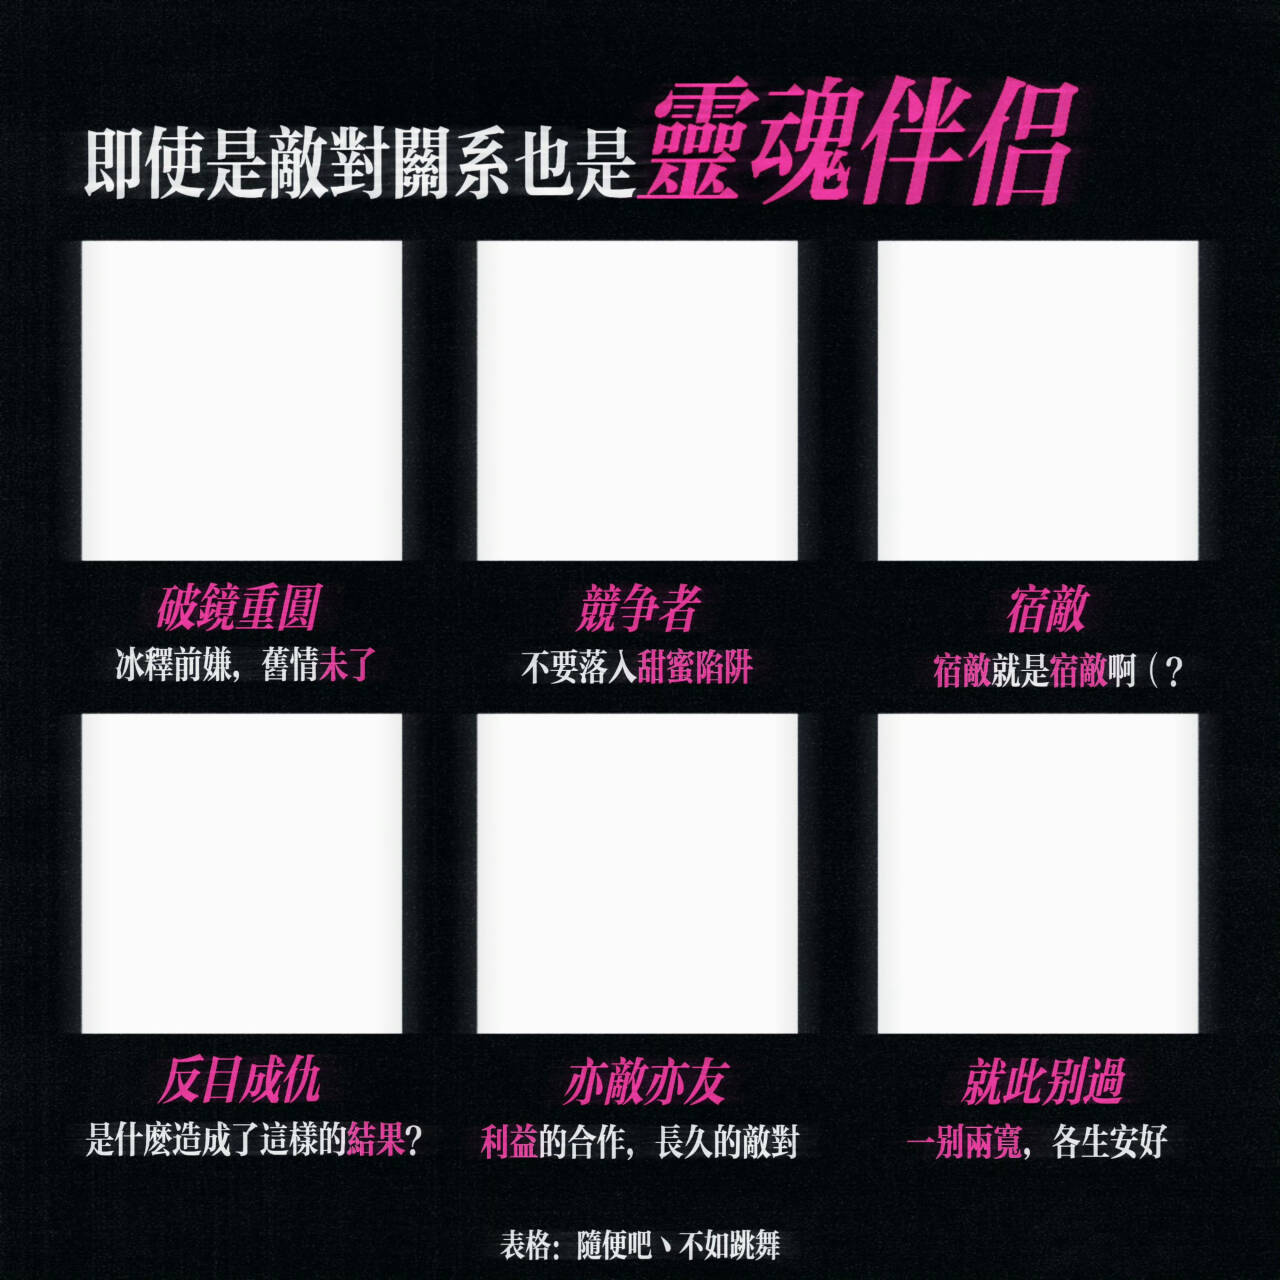 即使是敵對關系也是靈魂伴侶
破鏡重圓
冰釋前嫌，舊情未了
競争者
不要落入甜蜜陷阱
宿敵
宿敵就是宿敵啊（？
反目成仇
是什麽造成了這樣的結果？
亦敵亦友
利益的合作，長久的敵對
就此别過
一别兩寬，各生安好
表格：隨便吧丶不如跳舞